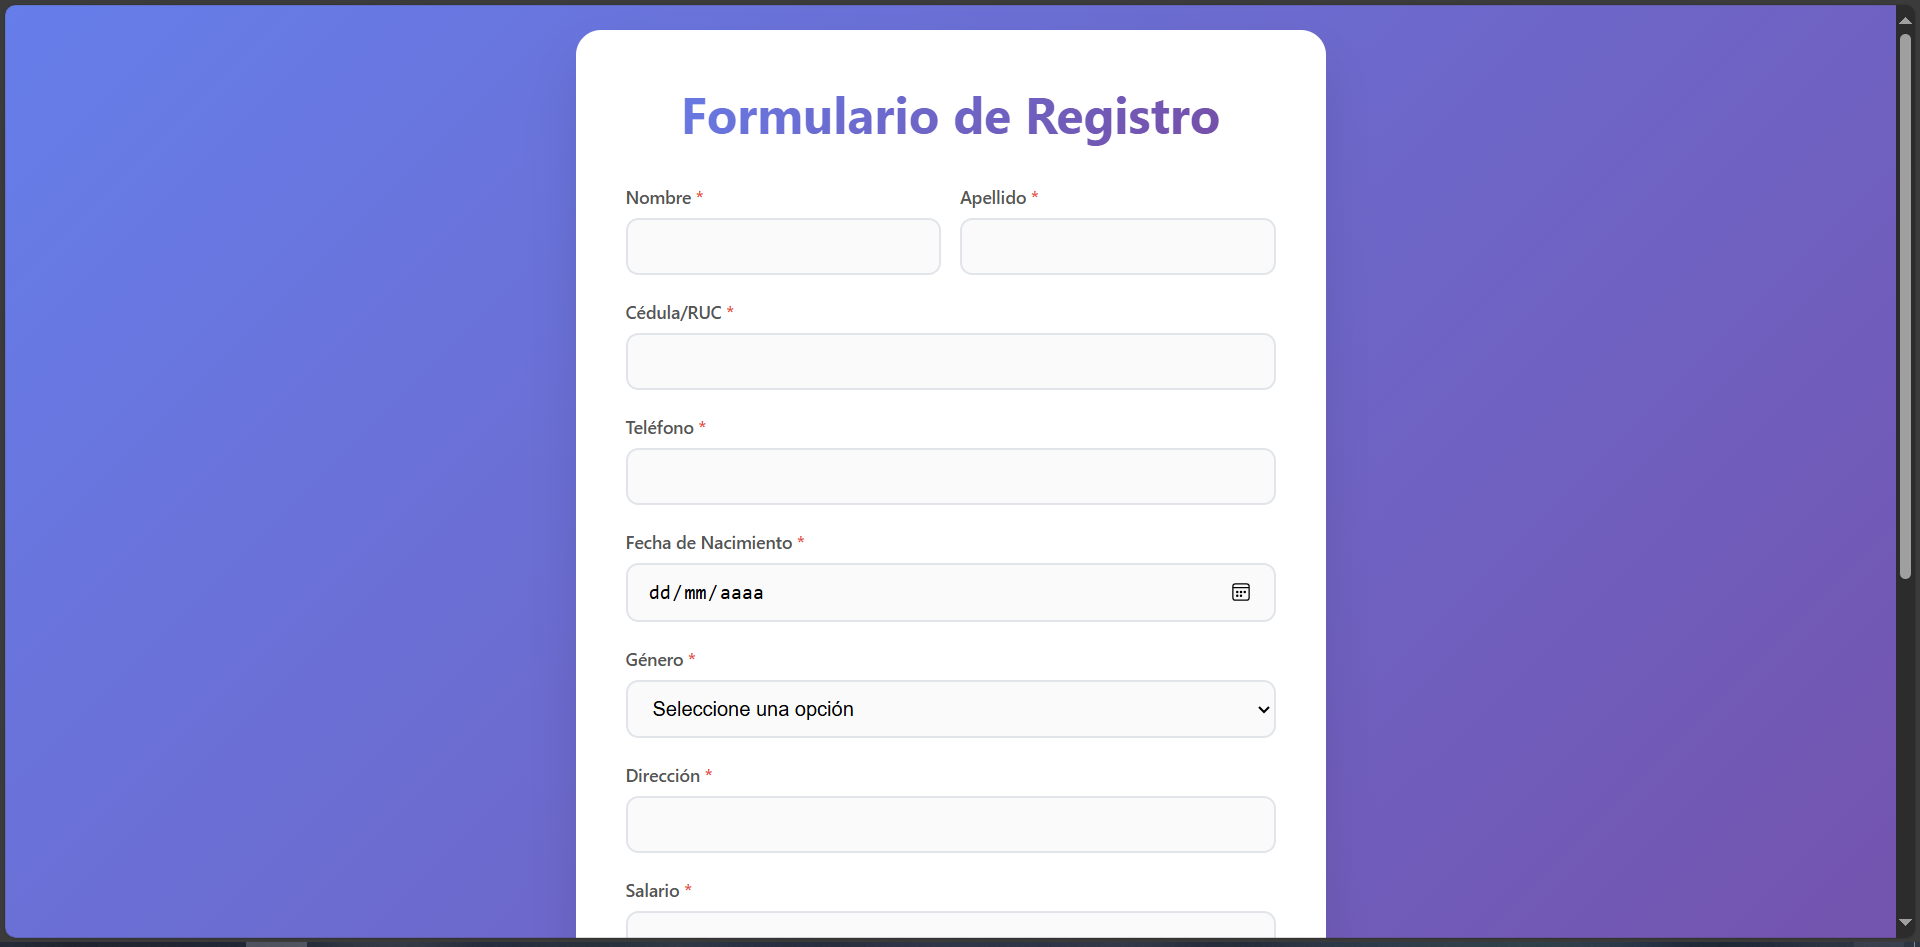 Formulario de Registro
Nombre * Apellido *
Cédula/RUC *
Teléfono *
Fecha de Nacimiento *
dd/mm/aaaa
Género *
Seleccione una opción
Dirección *
Salario *